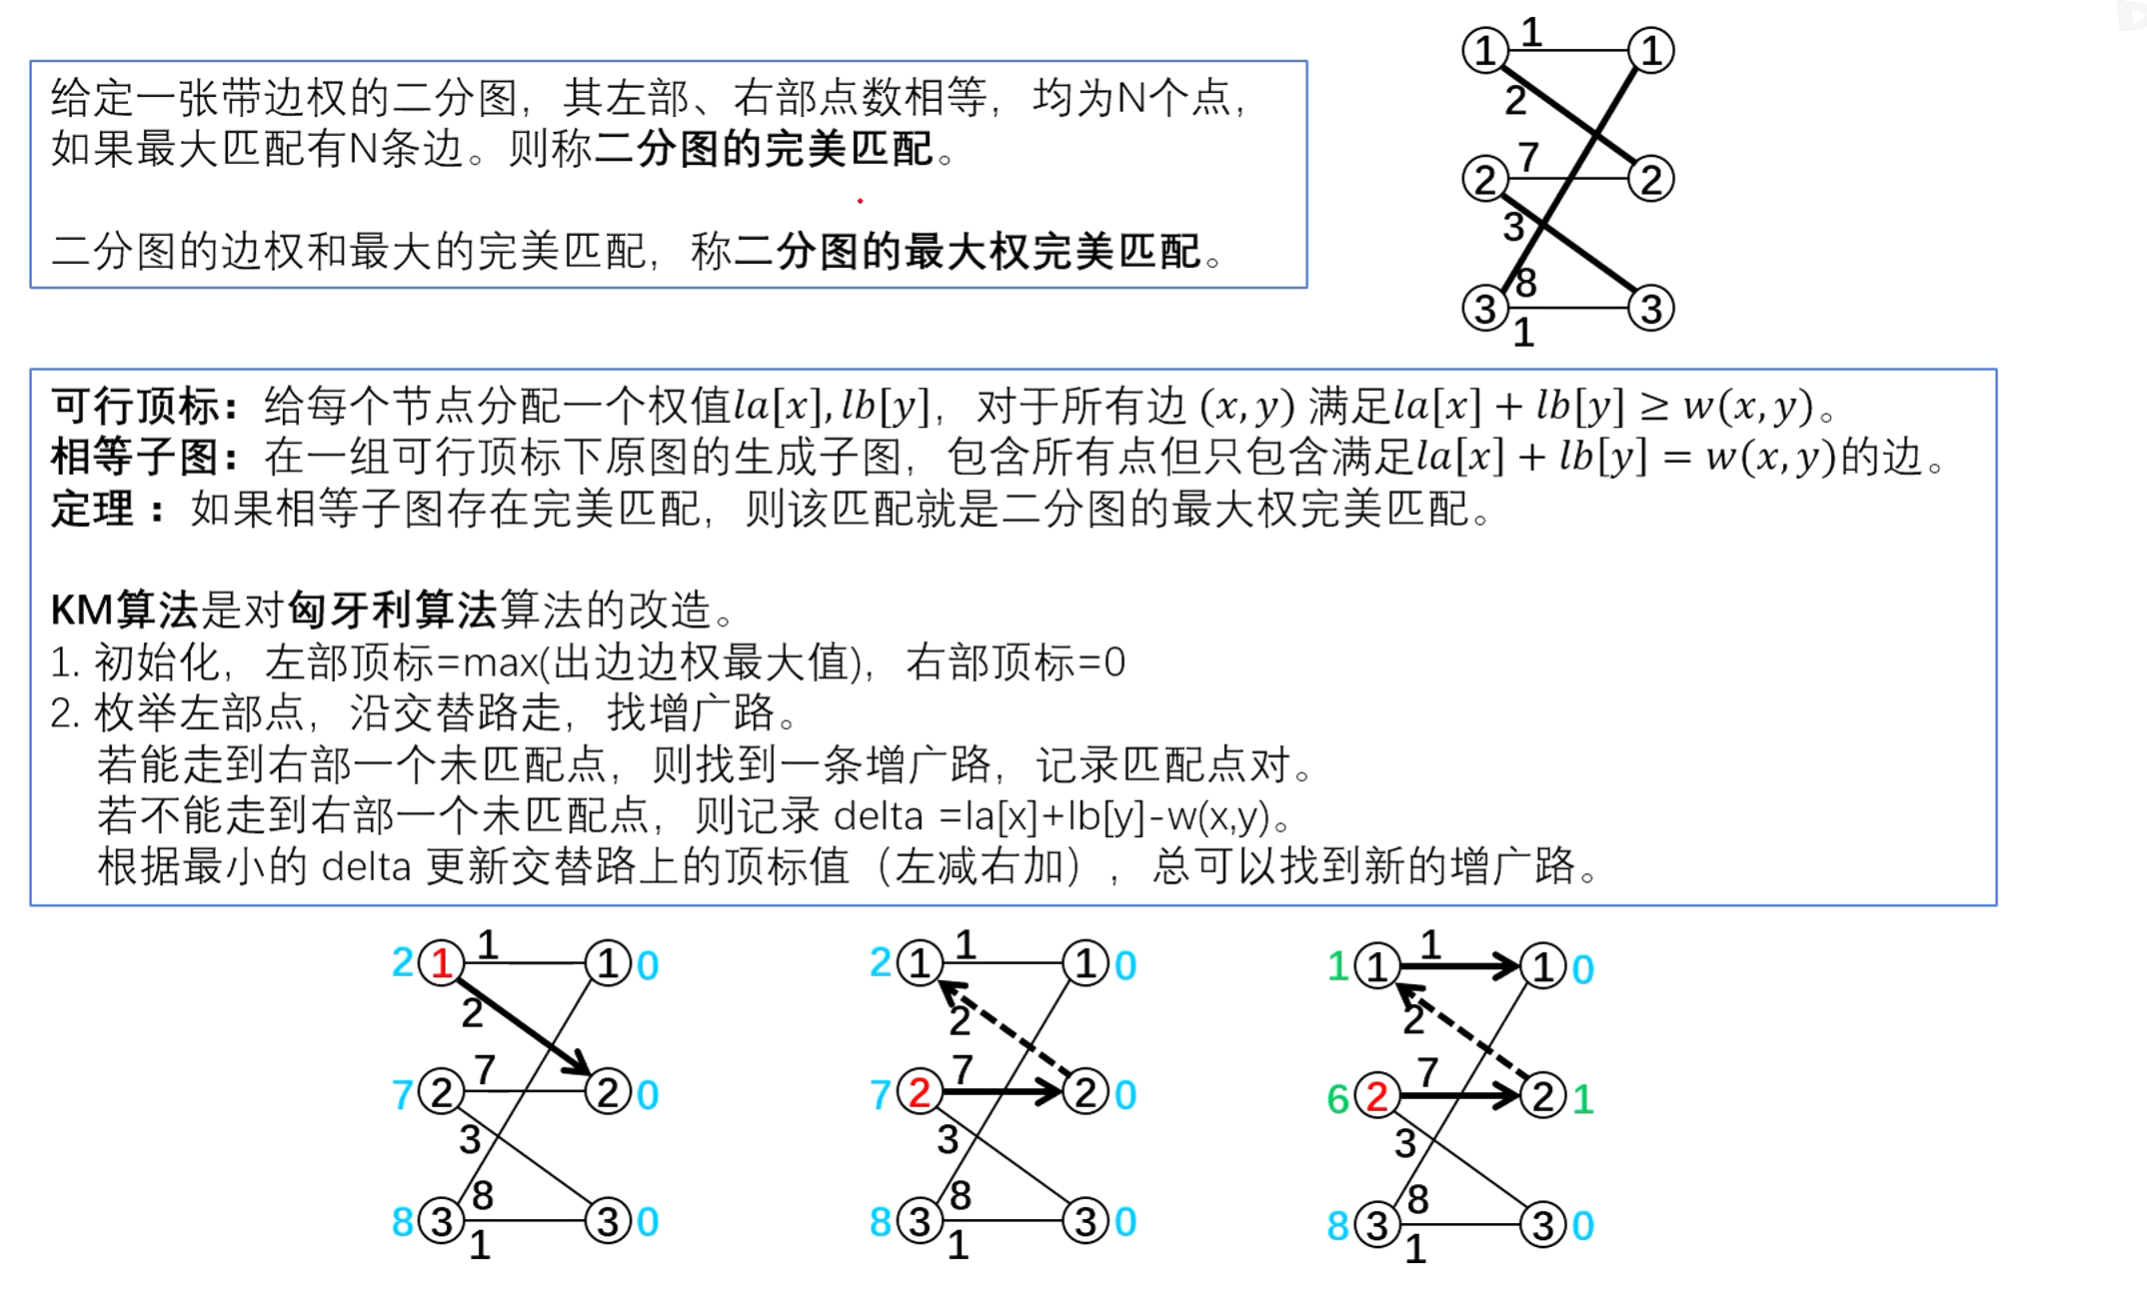 给定一张带边权的二分图，其左部、右部点数相等，均为N个点，
如果最大匹配有N条边。则称二分图的完美匹配。
二分图的边权和最大的完美匹配，称二分图的最大权完美匹配。
1 1 1
2
2 7 2
3
8
3 3
1
可行顶标：给每个节点分配一个权值la[x], lb[y]，对于所有边 (x, y) 满足la[x] + lb[y] ≥ w(x, y)。
相等子图：在一组可行顶标下原图的生成子图，包含所有点但只包含满足la[x] + lb[y] = w(x, y)的边。
定理 ：如果相等子图存在完美匹配，则该匹配就是二分图的最大权完美匹配。
KM算法是对匈牙利算法算法的改造。
1. 初始化，左部顶标=max(出边边权最大值)，右部顶标=0
2. 枚举左部点，沿交替路走，找增广路。
若能走到右部一个未匹配点，则找到一条增广路，记录匹配点对。
若不能走到右部一个未匹配点，则记录 delta =la[x]+lb[y]-w(x,y)。
根据最小的 delta 更新交替路上的顶标值（左减右加），总可以找到新的增广路。
2 1 1 1 0
2
7 2 7 2 0
3
8
8 3 3 0
1
2 1 1 1 0
2
7 2 7 2 0
3
8
8 3 3 0
1
1 1 1 1 0
2
6 2 7 2 1
3
8
8 3 3 0
1